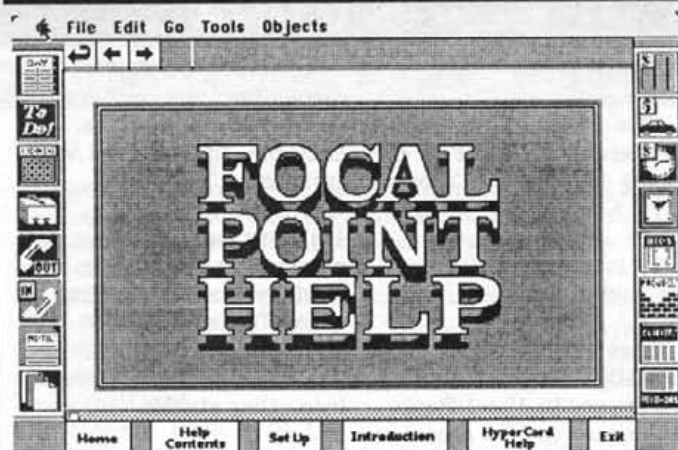 File Edit Go Tools Objects
DAY
To Do!
FOCAL
POINT
HELP
OUT
IN
BIDS
Home Help Contents Set Up Introduction HyperCard Help Exit